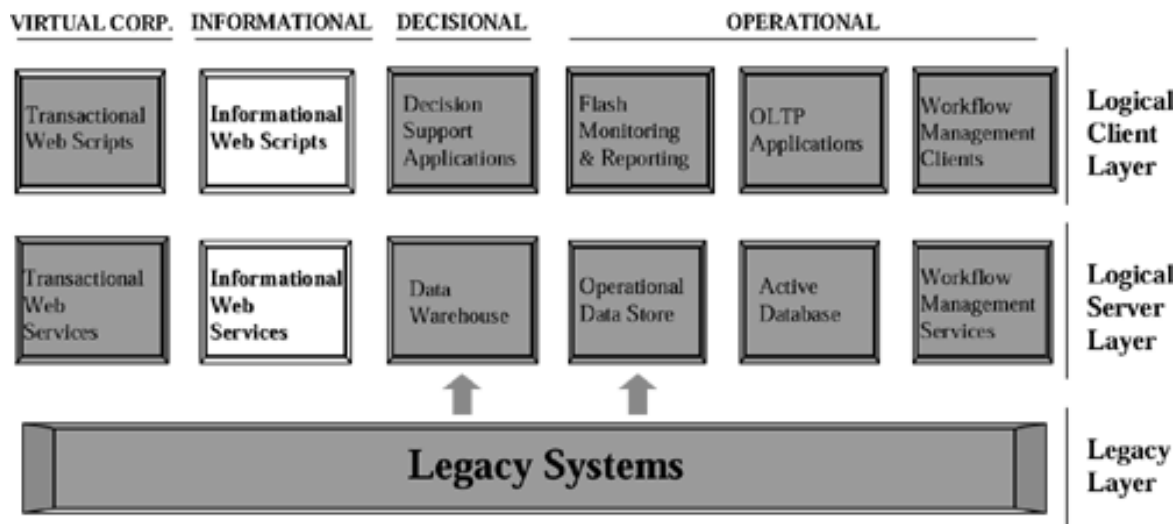 VIRTUAL CORP. INFORMATIONAL DECISIONAL OPERATIONAL
Transactional
Web Scripts
Informational
Web Scripts
Decision
Support
Applications
Flash
Monitoring
& Reporting
OLTP
Applications
Workflow
Management
Clients
Logical
Client
Layer
Transactional
Web
Services
Informational
Web
Services
Data
Warehouse
Operational
Data Store
Active
Database
Workflow
Management
Services
Logical
Server
Layer
Legacy Systems
Legacy
Layer